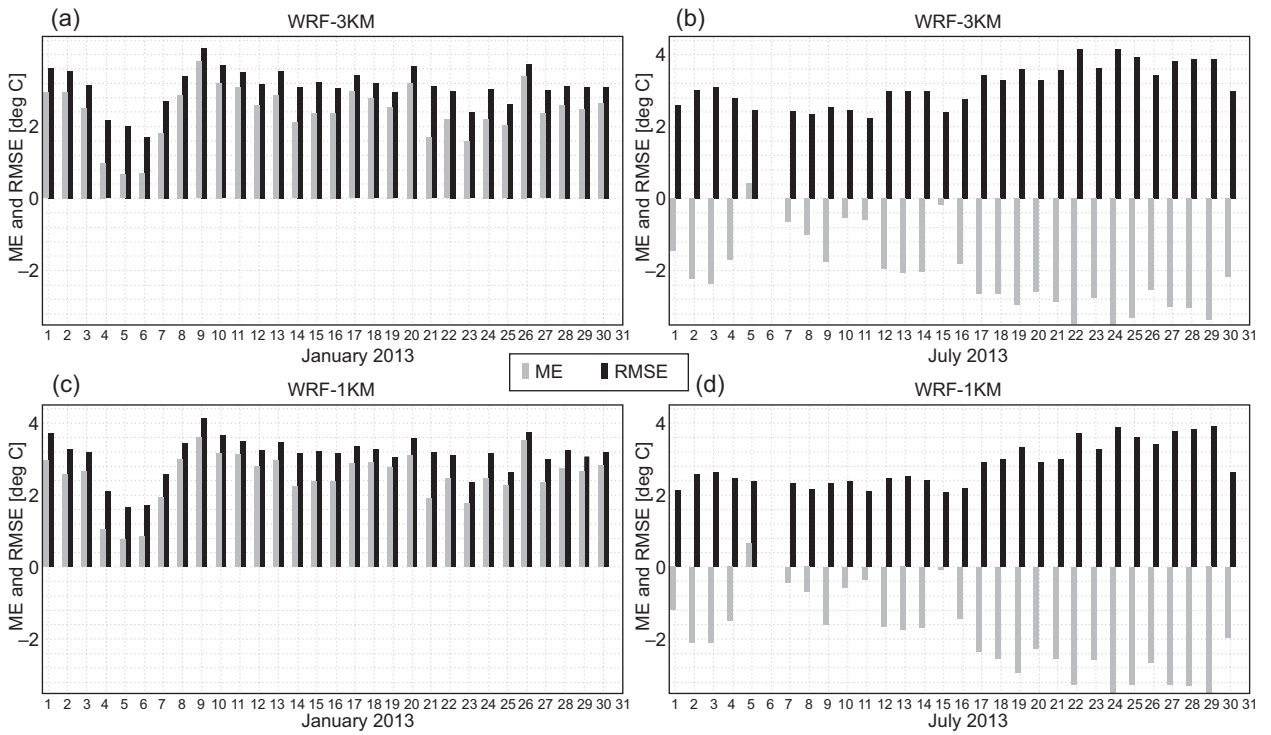 (a)
WRF-3KM
ME and RMSE [deg C]
2
0
–2
1 2 3 4 5 6 7 8 9 10 11 12 13 14 15 16 17 18 19 20 21 22 23 24 25 26 27 28 29 30 31
January 2013
(b)
WRF-3KM
ME and RMSE [deg C]
4
2
0
–2
1 2 3 4 5 7 8 9 10 11 12 13 14 15 16 17 18 19 20 21 22 23 24 25 26 27 28 29 30 31
July 2013
ME RMSE
(c)
WRF-1KM
ME and RMSE [deg C]
4
2
0
–2
1 2 3 4 5 6 7 8 9 10 11 12 13 14 15 16 17 18 19 20 21 22 23 24 25 26 27 28 29 30 31
January 2013
(d)
WRF-1KM
ME and RMSE [deg C]
4
2
0
–2
1 2 3 4 5 7 8 9 10 11 12 13 14 15 16 17 18 19 20 21 22 23 24 25 26 27 28 29 30 31
July 2013